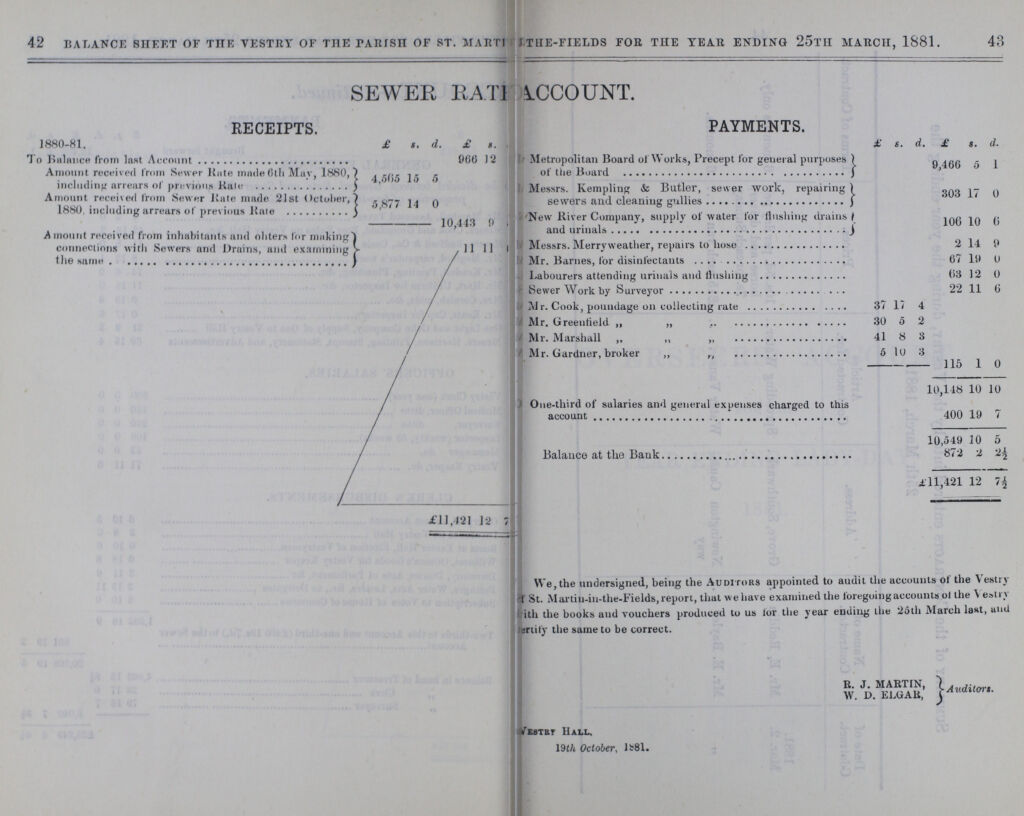 42 BALANCE SHEET OF THE VESTRY OF THE PARISH OF ST. MARTI
SEWER RATE
RECEIPTS.
1880-81. £ s. d. £ s.
To Balance from last Account 966 12
Amount received from Sewer Rate made 6th May, 1880,
including arrears of previous Rate 4,565 15 5
Amount received from Sewer Rate made 21st October,
1880, including arrears of previous Rate 5,877 14 0
10,443 9
Amount received from inhabitants and ohters for making
connections with Sewers and Drains, and examining
the same 11 11
£11,421 12 7
THE-FIELDS FOR THE YEAR ENDING 25TH MARCH, 1881. 43
ACCOUNT.
PAYMENTS.
£ s. d. £ s. d.
Metropolitan Board of Works, Precept for general purposes
of the Board 9,466 5 1
Messrs. Kempling & Butler, sewer work, repairing
sewers and cleaning gullies 303 17 0
New River Company, supply of water for flushing drains
and urinals 106 10 6
Messrs. Merryweather, repairs to hose 2 14 9
Mr. Barnes, for disinfectants 67 19 0
Labourers attending urinals and flushing 63 12 0
Sewer Work by Surveyor 22 11 6
Mr. Cook, poundage on collecting rate 37 17 4
Mr. Greenfield „ „ „ 30 5 2
Mr. Marshall „ „ „ 41 8 3
Mr. Gardner, broker „ „ 5 10 3
115 1 0
10,148 10 10
One-third of salaries and general expenses charged to this
account 400 19 7
10,549 10 5
Balance at the Bank 872 2 2½
£11,421 12 7½
We, the undersigned, being the AUDITORS appointed to audit the accounts of the Vestry
of St. Martin-in-the-Fields, report, that we have examined the foregoing accounts of the Vestry
ith the books and vouchers produced to us for the year ending the 25th March last, and
ertify the same to be correct.
R. J. MARTIN,
W. D. ELGAR,
Auditors.
VESTRY HALL,
19th October, 1881.